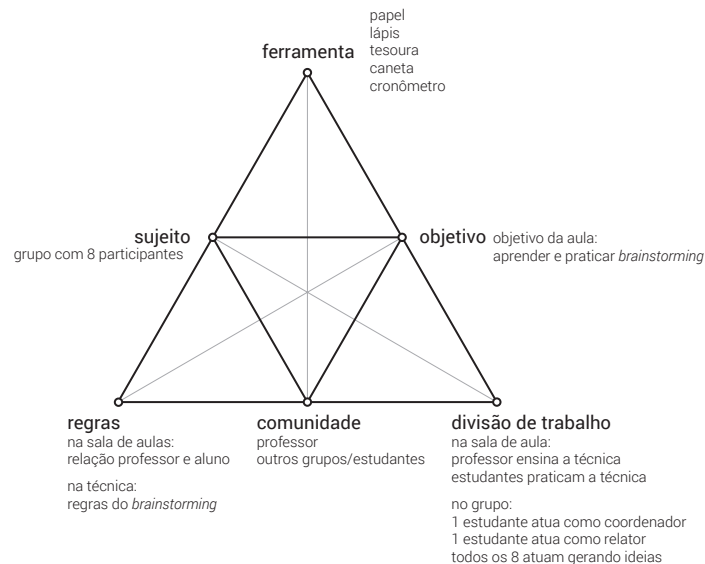 papel
lápis
ferramenta
tesoura
caneta
cronômetro
sujeito
grupo com 8 participantes
objetivo
objetivo da aula:
aprender e praticar brainstorming
regras
na sala de aulas:
relação professor e aluno
na técnica:
regras do brainstorming
comunidade
professor
outros grupos/estudantes
divisão de trabalho
na sala de aula:
professor ensina a técnica
estudantes praticam a técnica
no grupo:
1 estudante atua como coordenador
1 estudante atua como relator
todos os 8 atuam gerando ideias